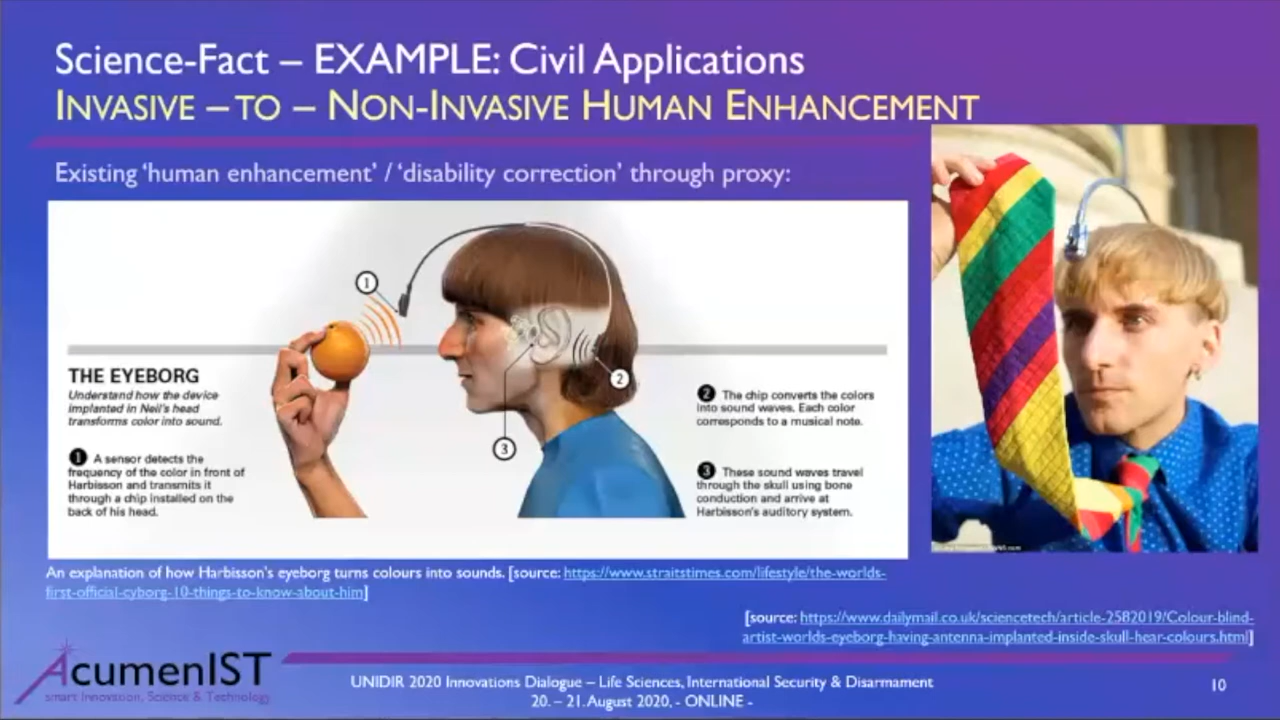 Science-Fact – EXAMPLE: Civil Applications
INVASIVE – TO – NON-INVASIVE HUMAN ENHANCEMENT
Existing ‘human enhancement’ / ‘disability correction’ through proxy:
1
THE EYEBORG
Understand how the device
implanted in Neil's head
transforms color into sound.
1 A sensor detects the
frequency of the color in front of
Harbisson and transmits it
through a chip installed on the
back of his head.
2
3
2 The chip converts the colors
into sound waves. Each color
corresponds to a musical note.
3 These sound waves travel
through the skull using bone
conduction and arrive at
Harbisson's auditory system.
An explanation of how Harbisson's eyeborg turns colours into sounds. [source: https://www.straitstimes.com/lifestyle/the-worlds-
first-official-cyborg-10-things-to-know-about-him]
[source: https://www.dailymail.co.uk/sciencetech/article-2582019/Colour-blind-
artist-worlds-eyeborg-having-antenna-implanted-inside-skull-hear-colours.html]
AcumenIST
smart Innovation, Science & Technology
UNIDIR 2020 Innovations Dialogue – Life Sciences, International Security & Disarmament
20. – 21. August 2020, - ONLINE -
10